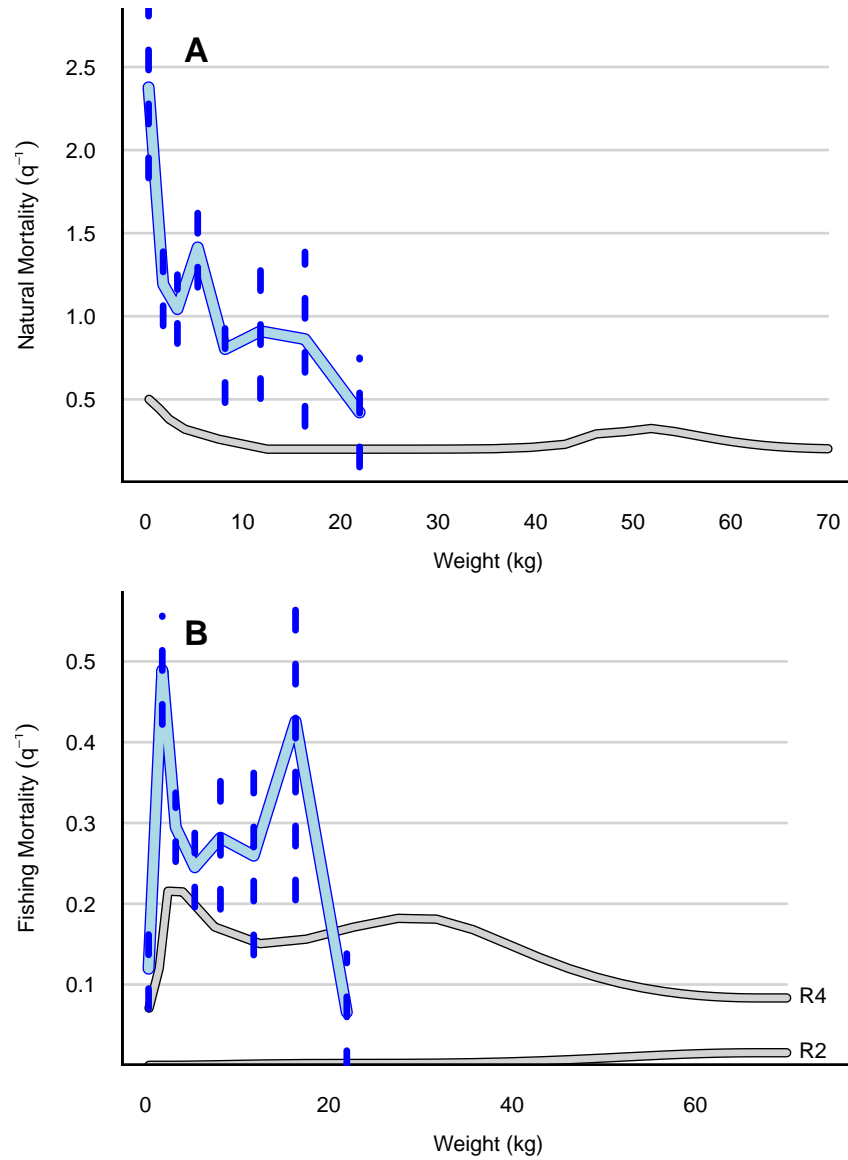 A
2.5
2.0
1.5
1.0
0.5
Natural Mortality (q⁻¹)
0 10 20 30 40 50 60 70
Weight (kg)
B
0.5
0.4
0.3
0.2
0.1
Fishing Mortality (q⁻¹)
R4
R2
0 20 40 60
Weight (kg)